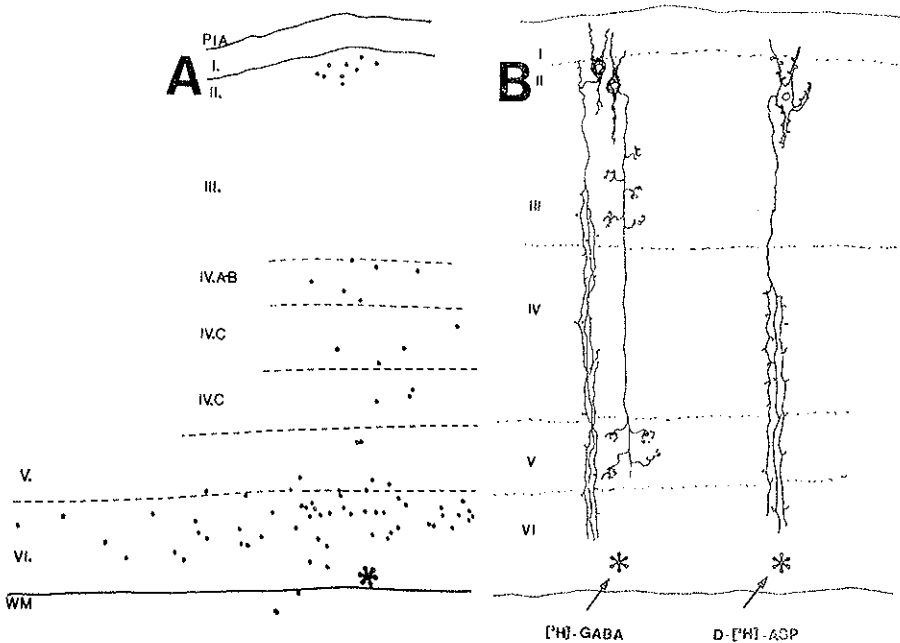 A
PIA
I.
II.
III.
IV.A-B
IV.C
IV.C
V.
VI.
WM
B
I
II
III
IV
V
VI
[³H]-GABA
D-[³H]-ASP